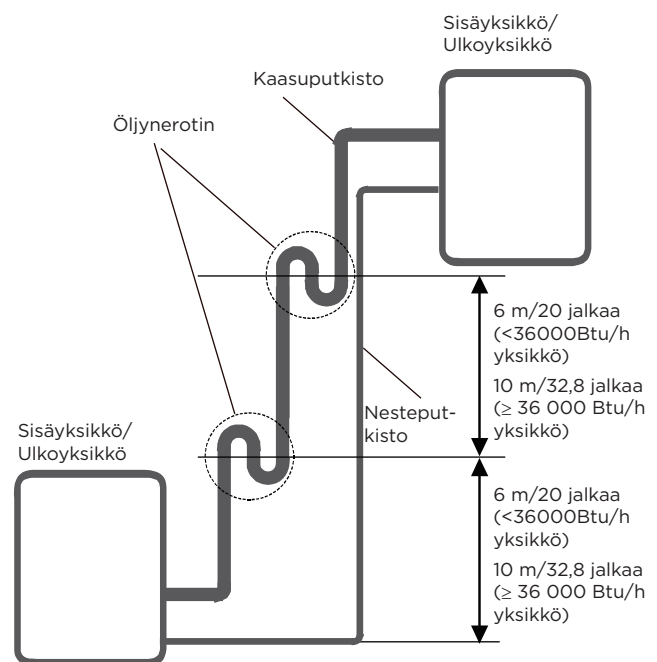 Sisäyksikkö/
Ulkoyksikkö
Kaasuputkisto
Öljynerotin
6 m/20 jalkaa
(<36000Btu/h
yksikkö)
10 m/32,8 jalkaa
(≥ 36 000 Btu/h
yksikkö)
Nesteput-
kisto
Sisäyksikkö/
Ulkoyksikkö
6 m/20 jalkaa
(<36000Btu/h
yksikkö)
10 m/32,8 jalkaa
(≥ 36 000 Btu/h
yksikkö)